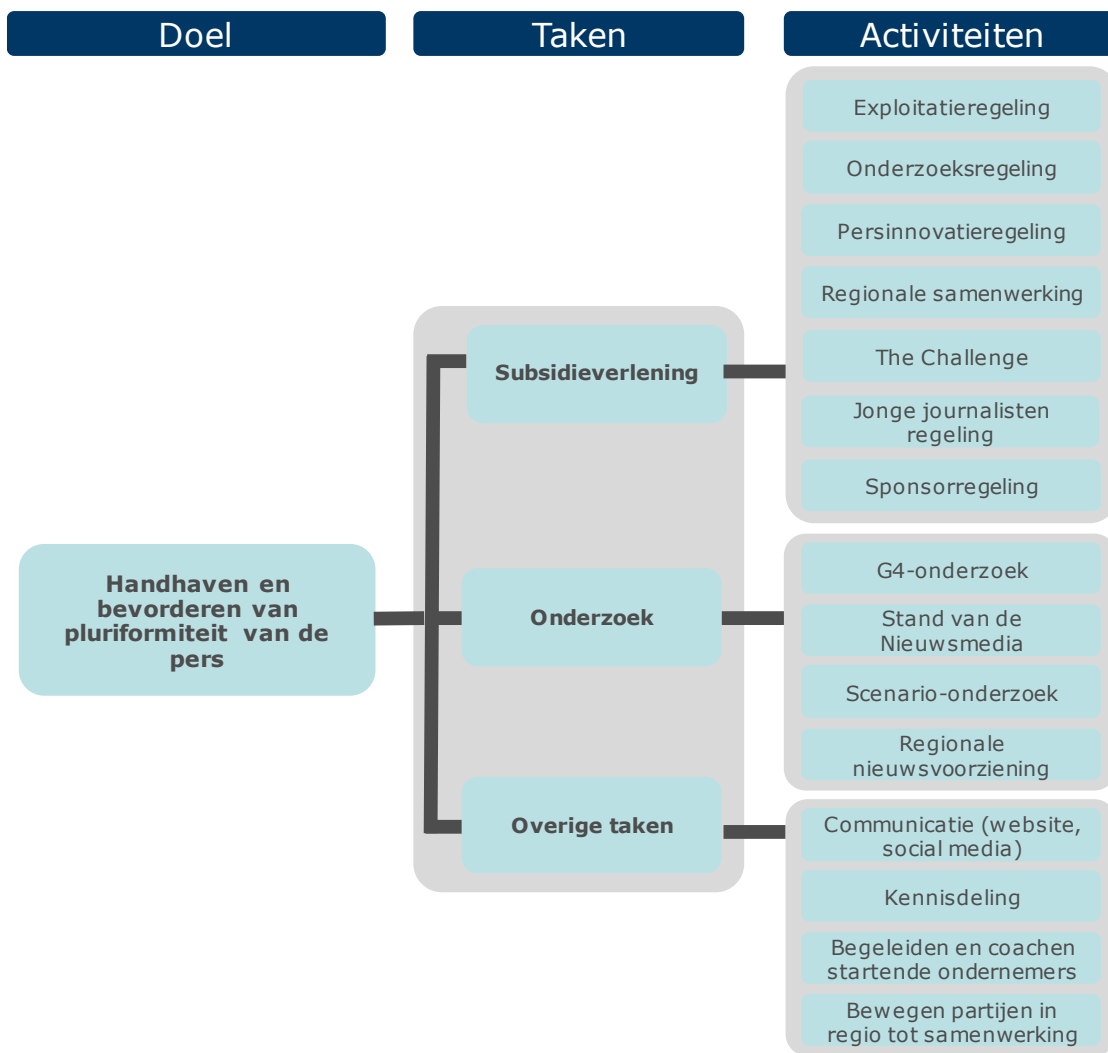 Doel
Taken
Activiteiten
Handhaven en
bevorderen van
pluriformiteit van de
pers
Subsidieverlening
Onderzoek
Overige taken
Exploitatieregeling
Onderzoeksregeling
Persinnovatieregeling
Regionale samenwerking
The Challenge
Jonge journalisten
regeling
Sponsorregeling
G4-onderzoek
Stand van de
Nieuwsmedia
Scenario-onderzoek
Regionale
nieuwsvoorziening
Communicatie (website,
social media)
Kennisdeling
Begeleiden en coachen
startende ondernemers
Bewegen partijen in
regio tot samenwerking